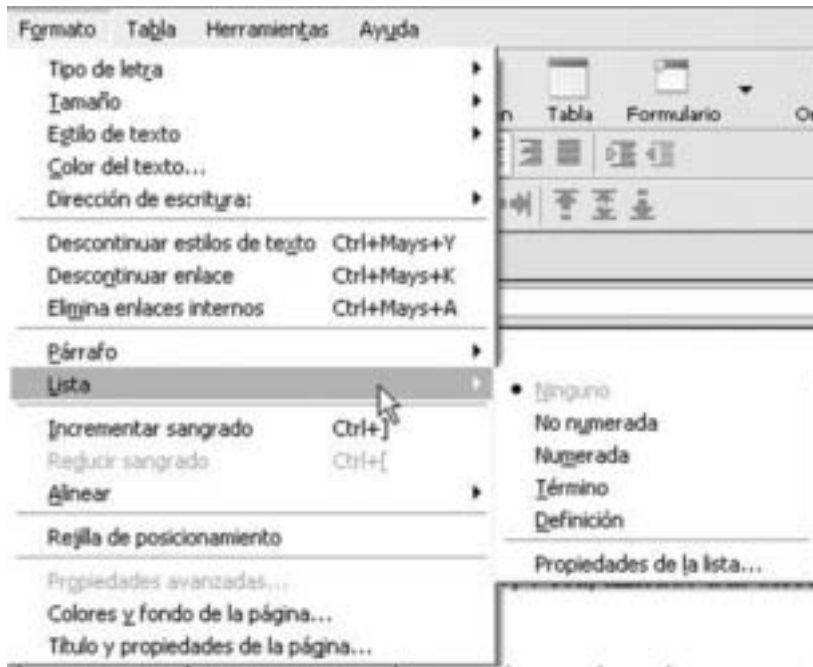 Formato Tabla Herramientas Ayuda
Tipo de letra
Tamaño
Estilo de texto
Color del texto...
Dirección de escritura:
Tabla Formulario
Descontinuar estilos de texto Ctrl+Mays+Y
Descontinuar enlace Ctrl+Mays+K
Elimina enlaces internos Ctrl+Mays+A
Párrafo
Lista
Incrementar sangrado Ctrl+]
Reducir sangrado Ctrl+[
Alinear
Rejilla de posicionamiento
Propiedades avanzadas...
Colores y fondo de la página...
Título y propiedades de la página...
Ninguno
No numerada
Numerada
Término
Definición
Propiedades de la lista...